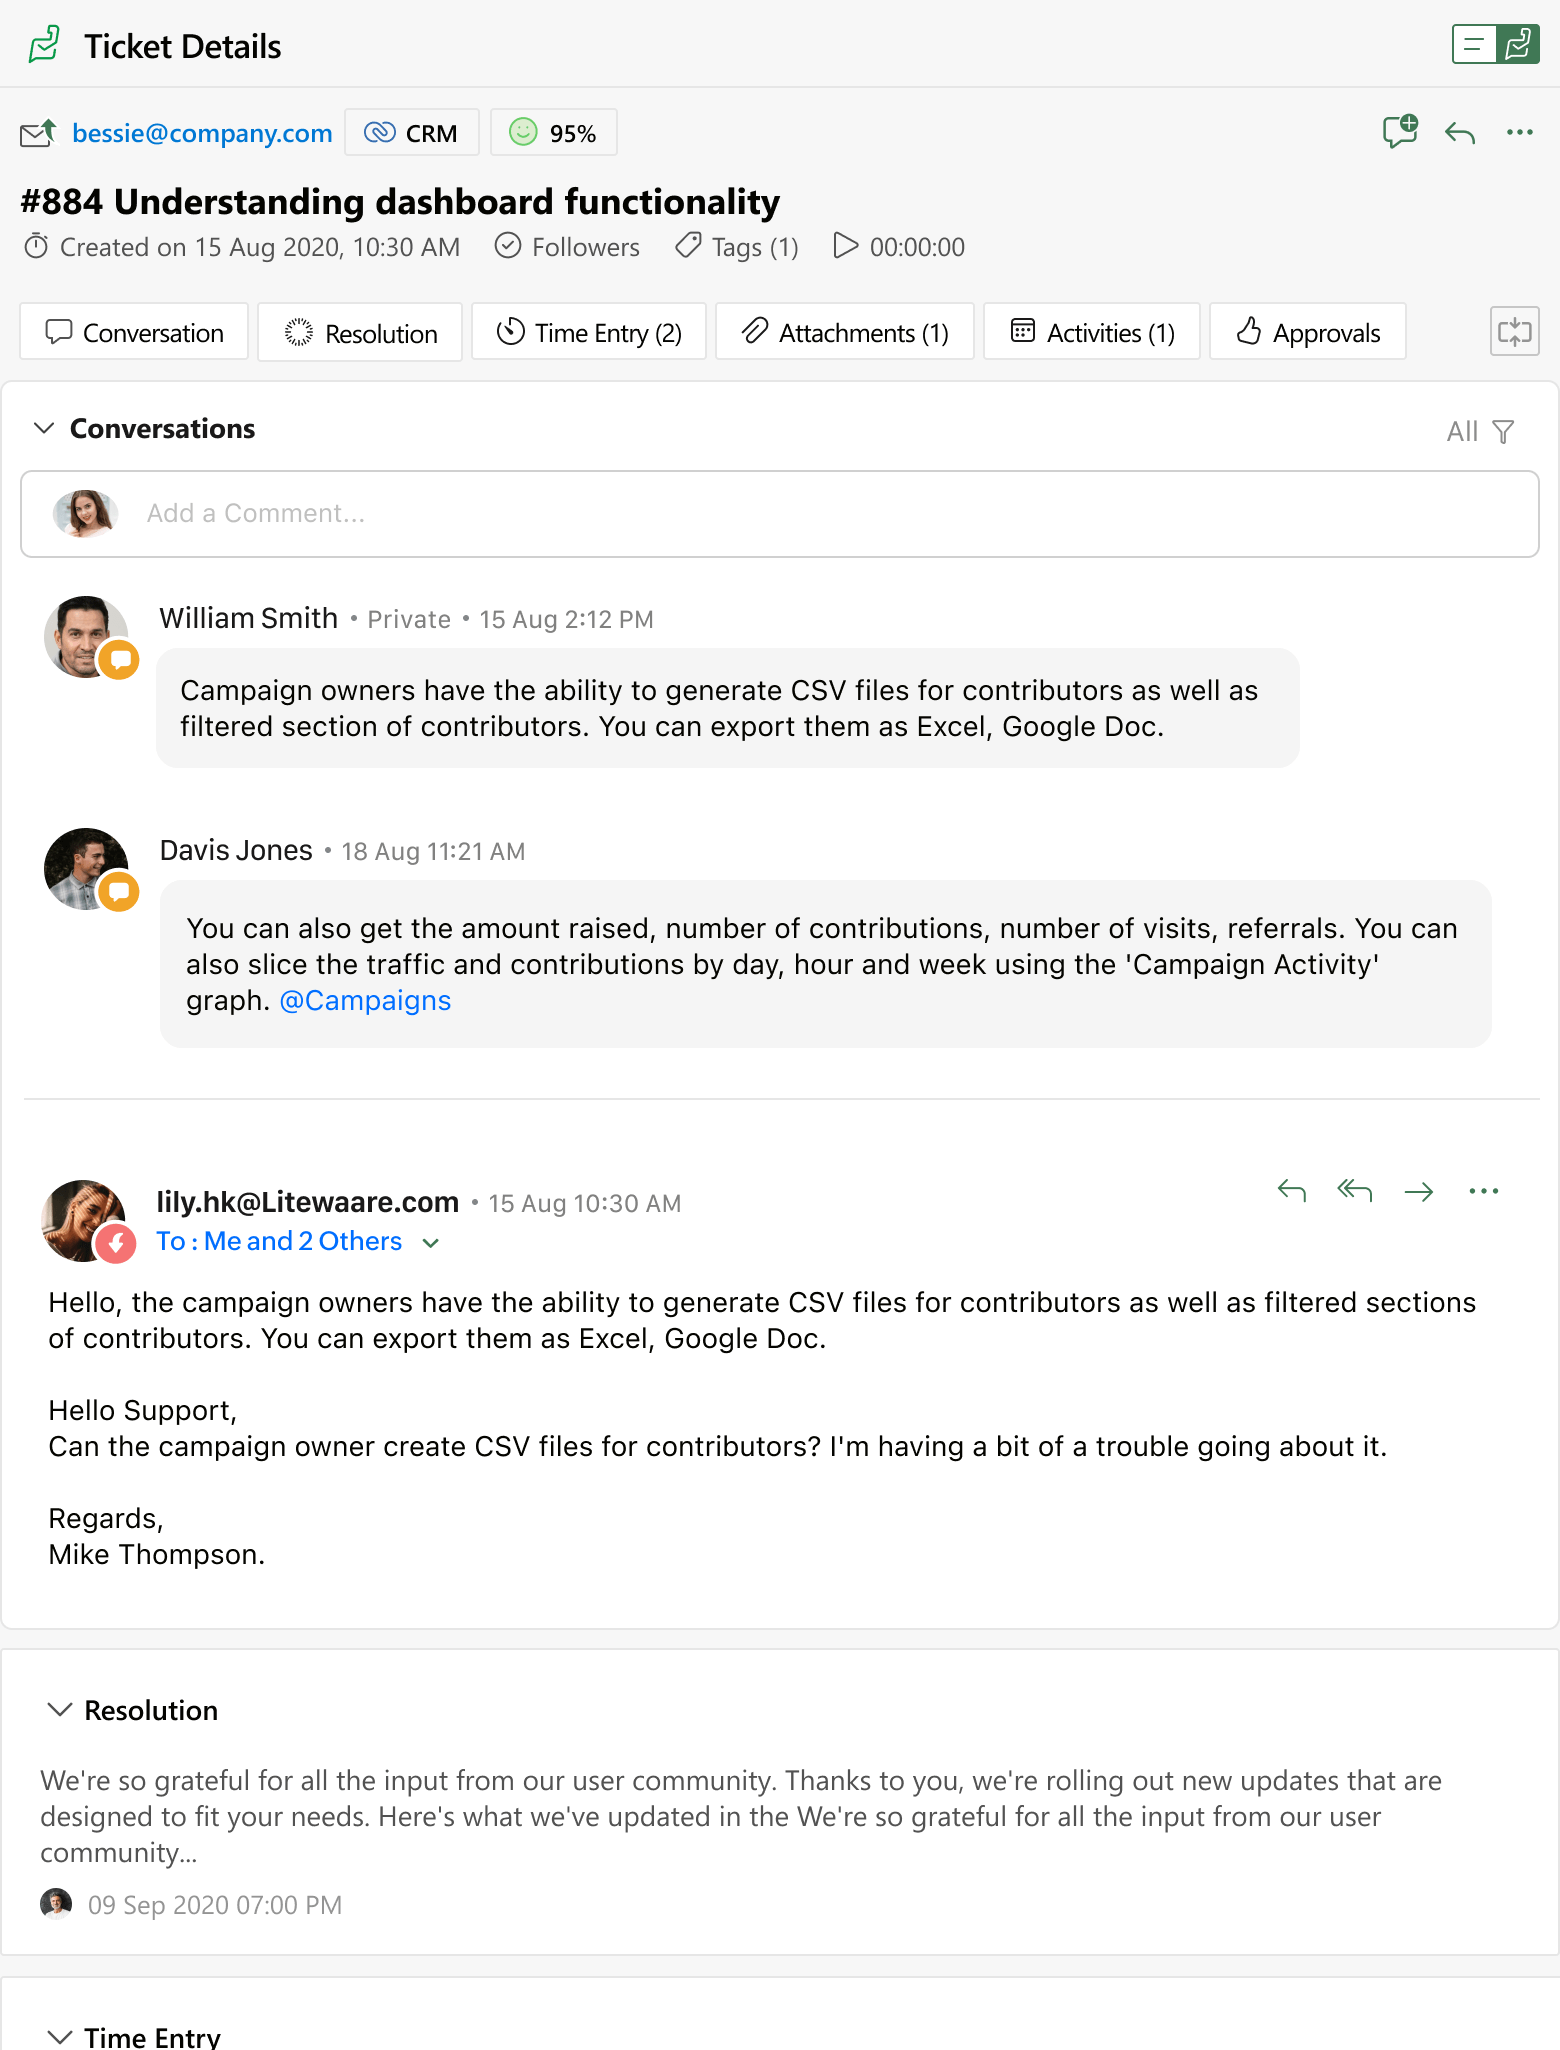 Ticket Details
bessie@company.com CRM 95%
#884 Understanding dashboard functionality
Created on 15 Aug 2020, 10:30 AM Followers Tags (1) 00:00:00
Conversation Resolution Time Entry (2) Attachments (1) Activities (1) Approvals
Conversations All
Add a Comment...
William Smith • Private • 15 Aug 2:12 PM
Campaign owners have the ability to generate CSV files for contributors as well as
filtered section of contributors. You can export them as Excel, Google Doc.
Davis Jones • 18 Aug 11:21 AM
You can also get the amount raised, number of contributions, number of visits, referrals. You can
also slice the traffic and contributions by day, hour and week using the 'Campaign Activity'
graph. @Campaigns
lily.hk@Litewaare.com • 15 Aug 10:30 AM
To : Me and 2 Others
Hello, the campaign owners have the ability to generate CSV files for contributors as well as filtered sections
of contributors. You can export them as Excel, Google Doc.
Hello Support,
Can the campaign owner create CSV files for contributors? I'm having a bit of a trouble going about it.
Regards,
Mike Thompson.
Resolution
We're so grateful for all the input from our user community. Thanks to you, we're rolling out new updates that are
designed to fit your needs. Here's what we've updated in the We're so grateful for all the input from our user
community...
09 Sep 2020 07:00 PM
Time Entry